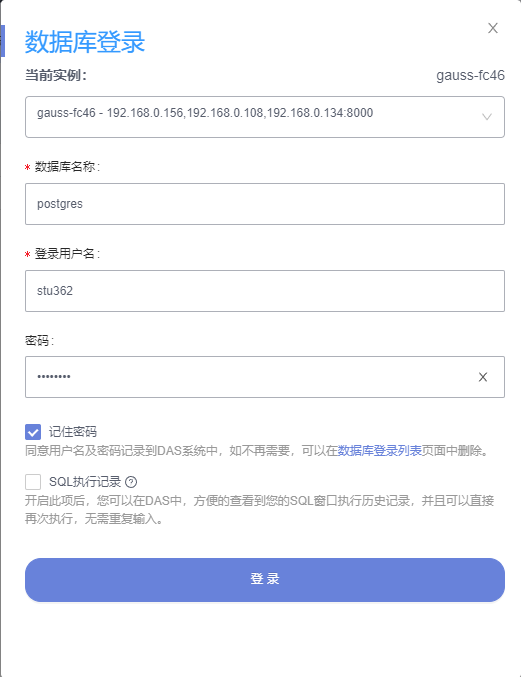 数据库登录
当前实例： gauss-fc46
gauss-fc46 - 192.168.0.156,192.168.0.108,192.168.0.134:8000
* 数据库名称：
postgres
* 登录用户名：
stu362
密码：
••••••••
记住密码
同意用户名及密码记录到DAS系统中，如不再需要，可以在数据库登录列表页面中删除。
SQL执行记录
开启此项后，您可以在DAS中，方便的查看到您的SQL窗口执行历史记录，并且可以直接
再次执行，无需重复输入。
登 录